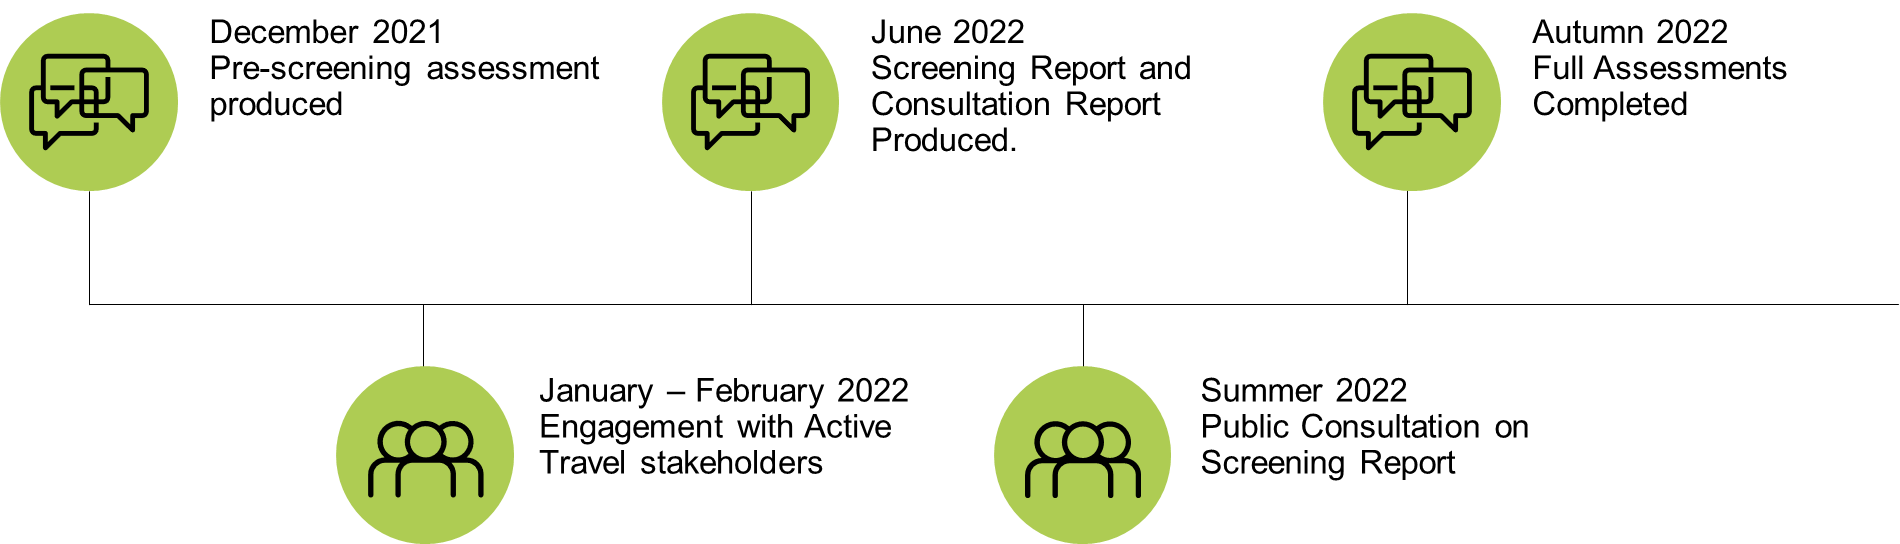 December 2021
Pre-screening assessment
produced
June 2022
Screening Report and
Consultation Report
Produced.
Autumn 2022
Full Assessments
Completed
January – February 2022
Engagement with Active
Travel stakeholders
Summer 2022
Public Consultation on
Screening Report